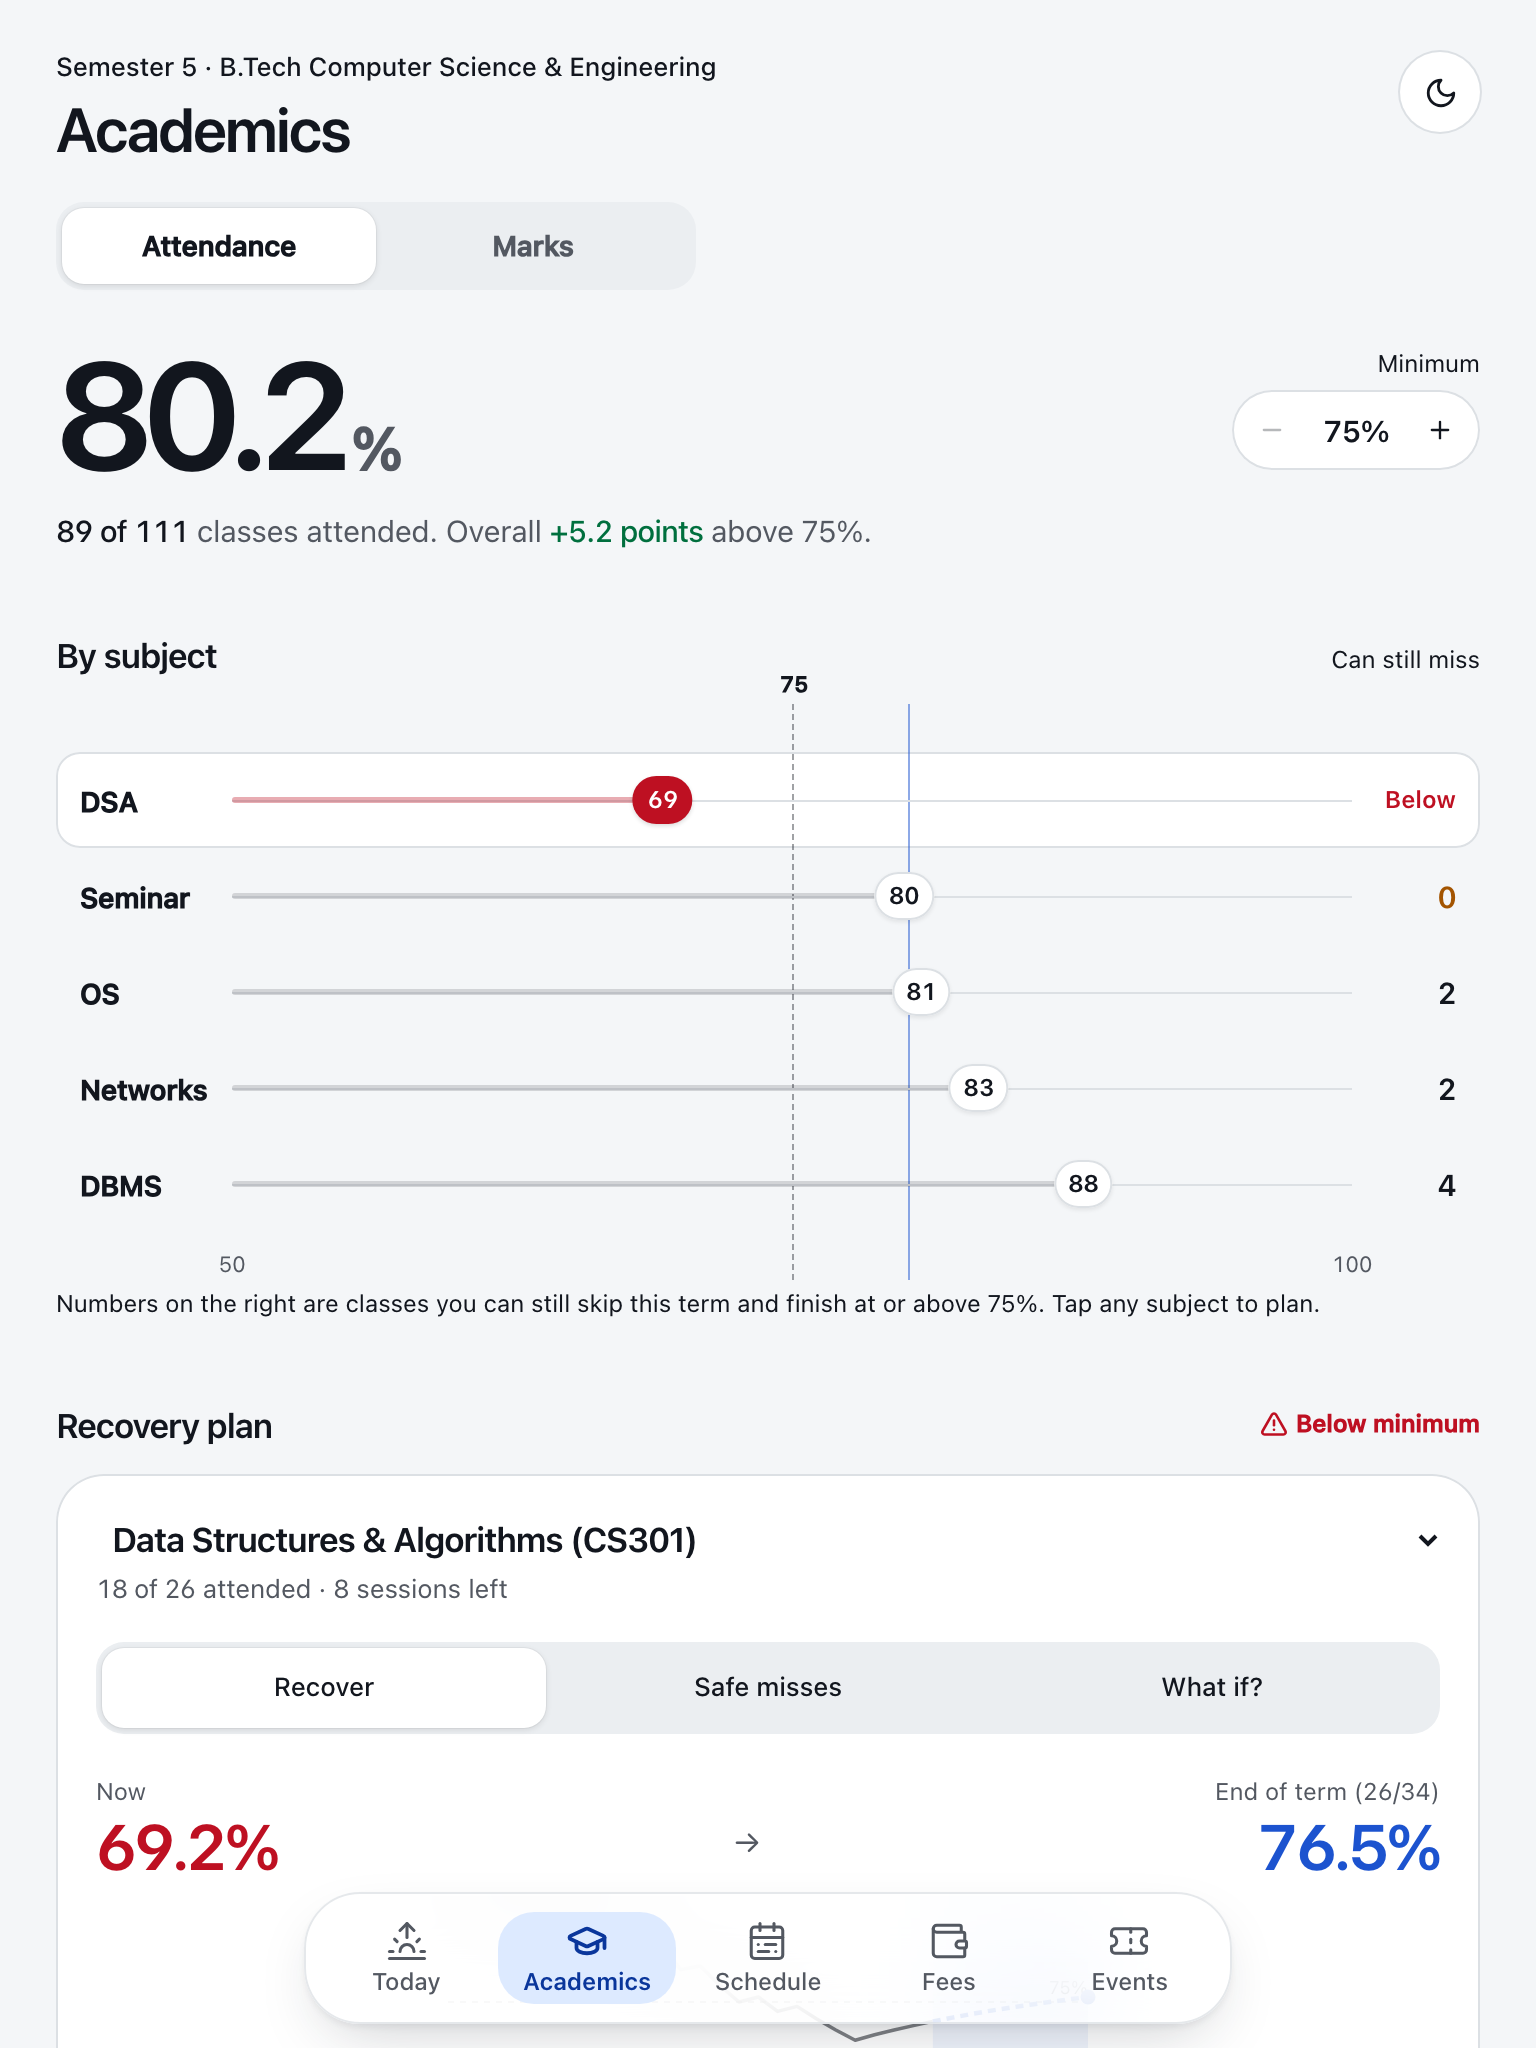 Semester 5 · B.Tech Computer Science & Engineering
Academics
Attendance
Marks
80.2%
Minimum
− 75% +
89 of 111 classes attended. Overall +5.2 points above 75%.
By subject
Can still miss
75
DSA 69 Below
Seminar 80 0
OS 81 2
Networks 83 2
DBMS 88 4
50 100
Numbers on the right are classes you can still skip this term and finish at or above 75%. Tap any subject to plan.
Recovery plan
Below minimum
Data Structures & Algorithms (CS301)
18 of 26 attended · 8 sessions left
Recover
Safe misses
What if?
Now
End of term (26/34)
69.2% → 76.5%
75%
Today
Academics
Schedule
Fees
Events